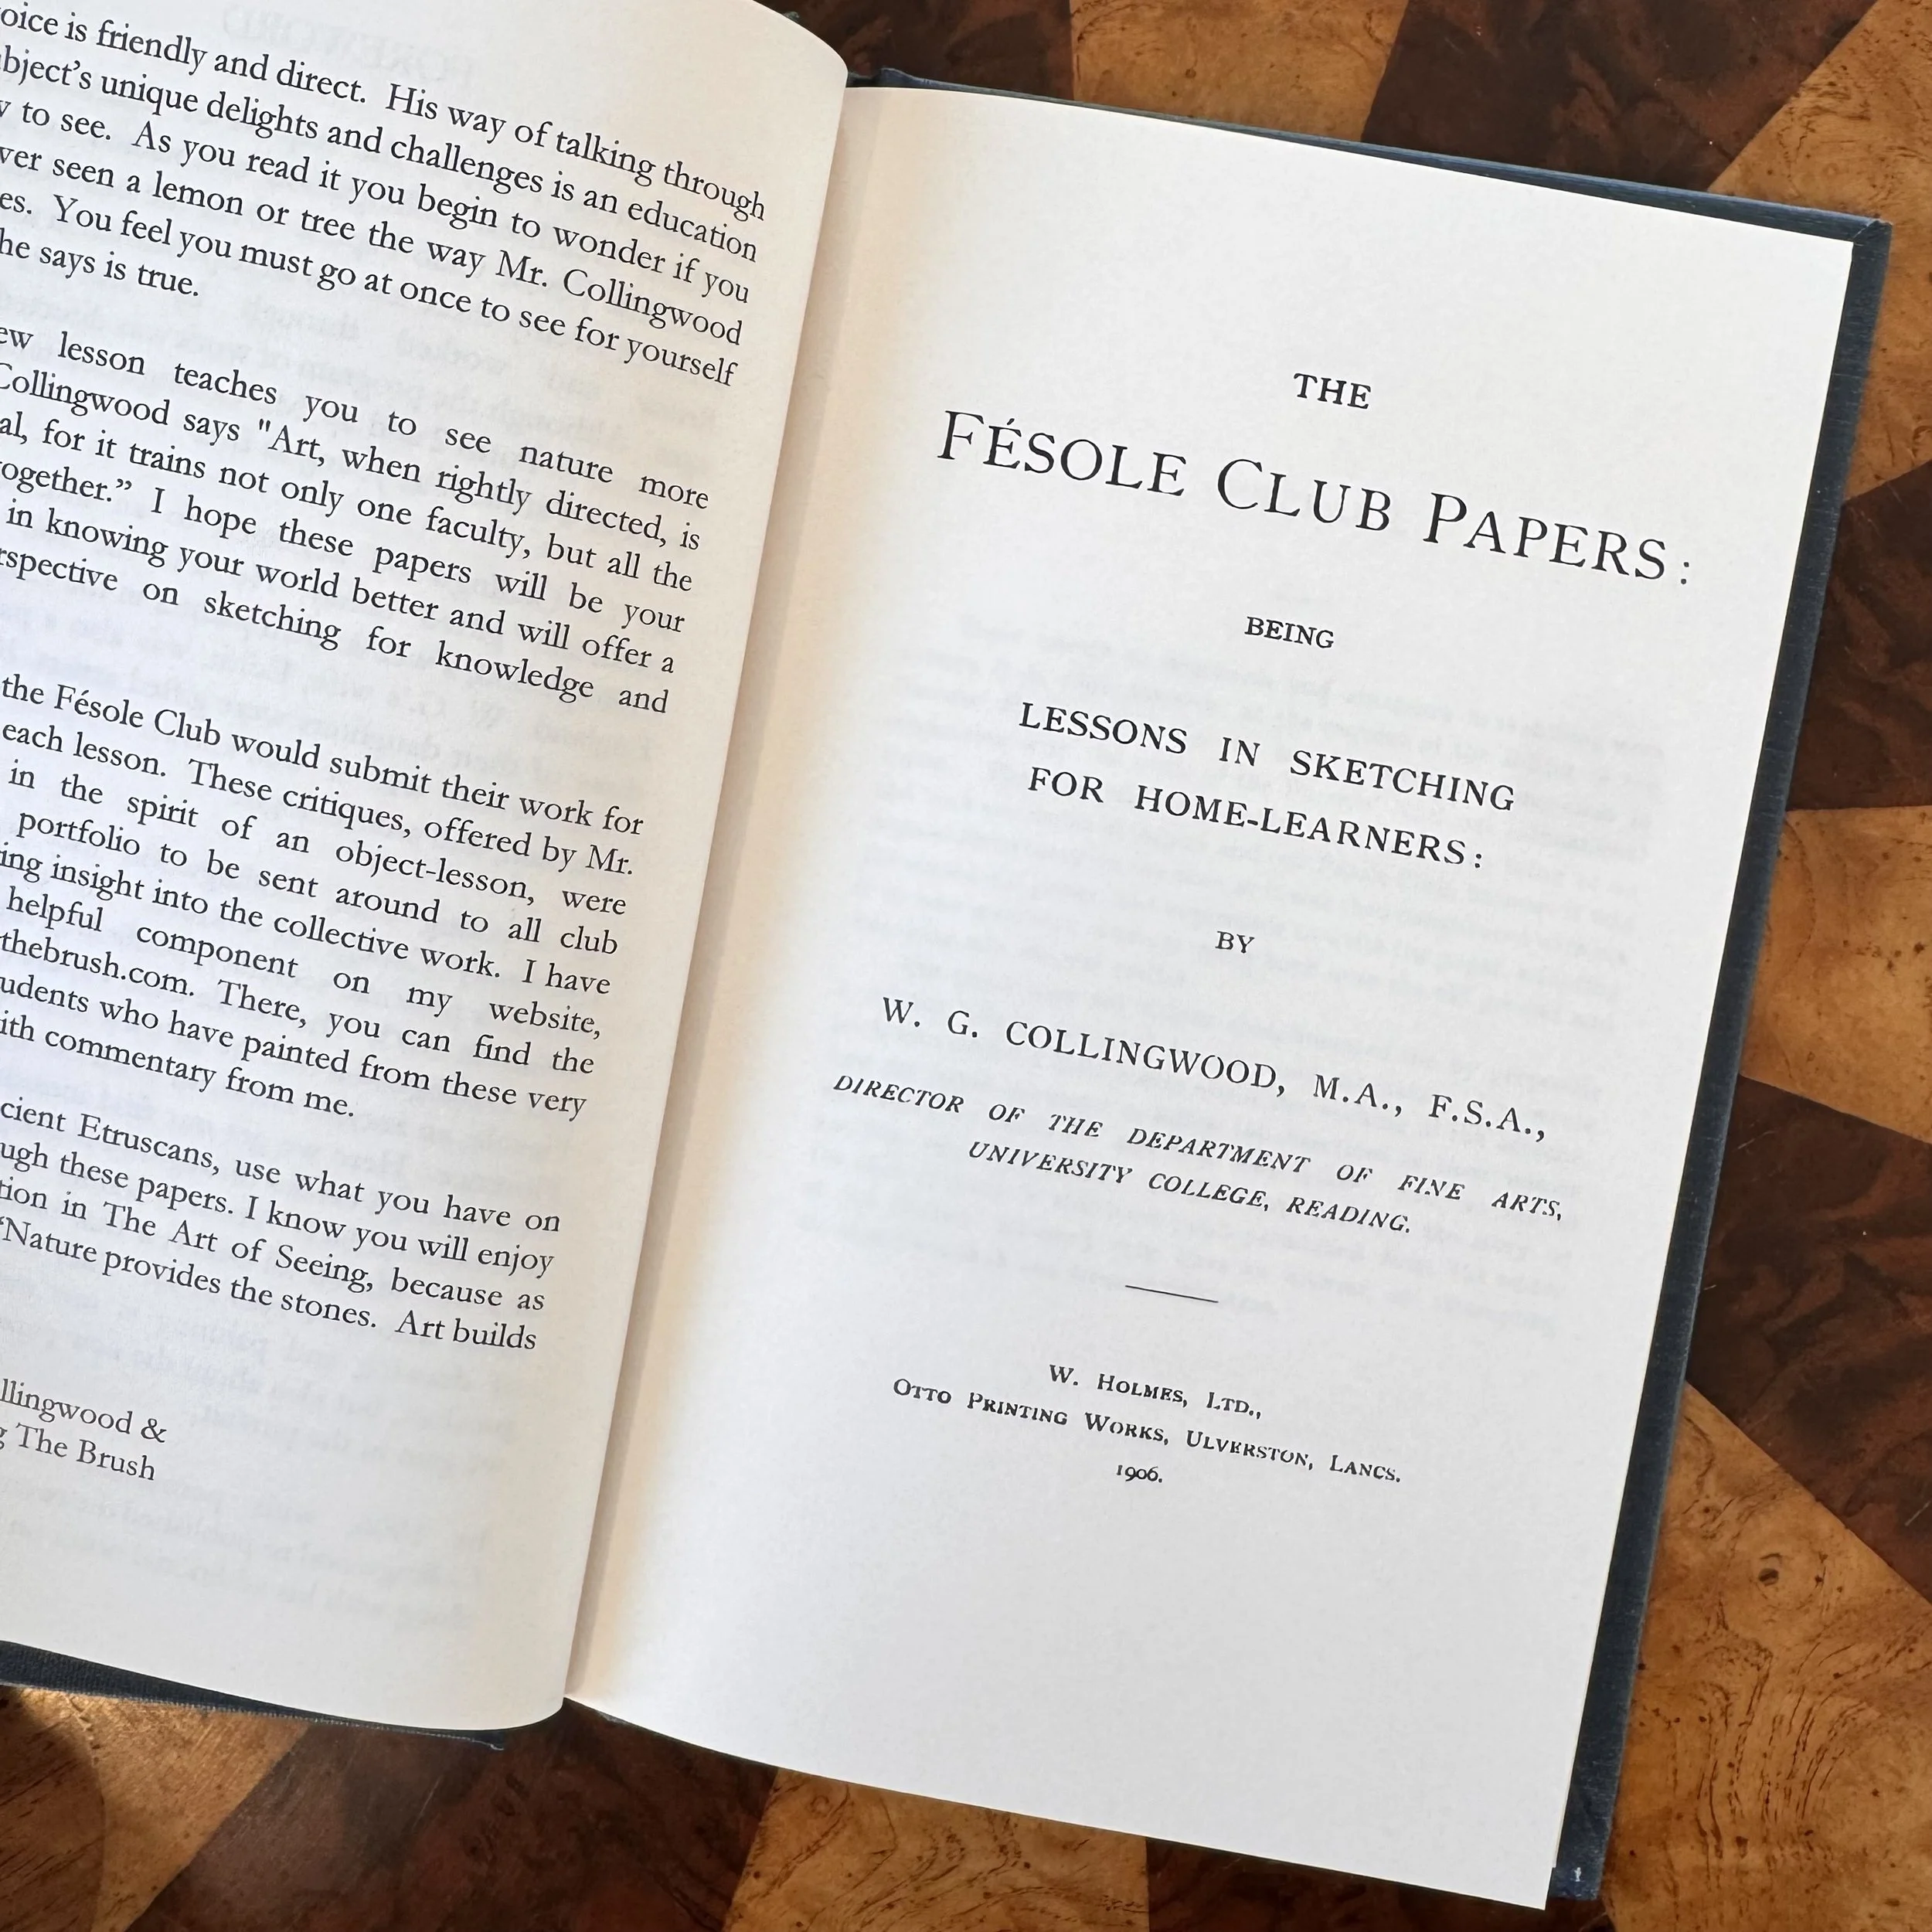 oice is friendly and direct. His way of talking through
bject's unique delights and challenges is an education
to see. As you read it you begin to wonder if you
ver seen a lemon or tree the way Mr. Collingwood
es. You feel you must go at once to see for yourself
he says is true.
ew lesson teaches you to see nature more
Collingwood says "Art, when rightly directed, is
al, for it trains not only one faculty, but all the
together.” I hope these papers will be your
in knowing your world better and will offer a
rspective on sketching for knowledge and
the Fésole Club would submit their work for
each lesson. These critiques, offered by Mr.
in the spirit of an object-lesson, were
portfolio to be sent around to all club
ing insight into the collective work. I have
helpful component on my website,
thebrush.com. There, you can find the
udents who have painted from these very
ith commentary from me.
cient Etruscans, use what you have on
ugh these papers. I know you will enjoy
tion in The Art of Seeing, because as
“Nature provides the stones. Art builds
llingwood &
g The Brush
THE
FÉSOLE CLUB PAPERS:
BEING
LESSONS IN SKETCHING
FOR HOME-LEARNERS:
BY
W. G. COLLINGWOOD, M.A., F.S.A.,
DIRECTOR OF THE DEPARTMENT OF FINE ARTS,
UNIVERSITY COLLEGE, READING.
W. HOLMES, LTD.,
OTTO PRINTING WORKS, ULVERSTON, LANCS.
1906.